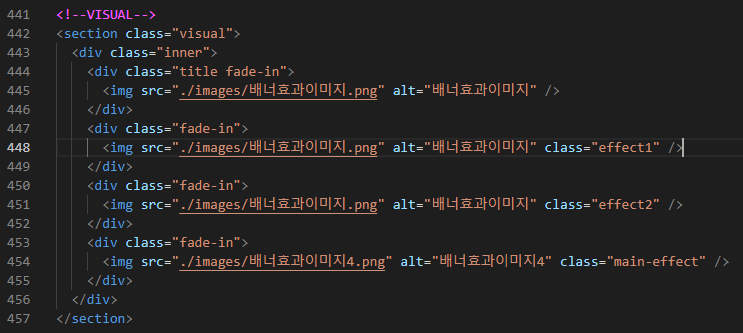 441 <!--VISUAL-->
442 <section class="visual">
443 <div class="inner">
444 <div class="title fade-in">
445 <img src="./images/배너효과이미지.png" alt="배너효과이미지" />
446 </div>
447 <div class="fade-in">
448 <img src="./images/배너효과이미지.png" alt="배너효과이미지" class="effect1" />
449 </div>
450 <div class="fade-in">
451 <img src="./images/배너효과이미지.png" alt="배너효과이미지" class="effect2" />
452 </div>
453 <div class="fade-in">
454 <img src="./images/배너효과이미지4.png" alt="배너효과이미지4" class="main-effect" />
455 </div>
456 </div>
457 </section>